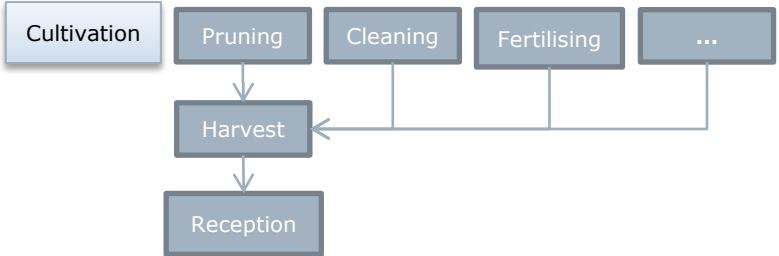 Cultivation
Pruning
Cleaning
Fertilising
...
Harvest
Reception